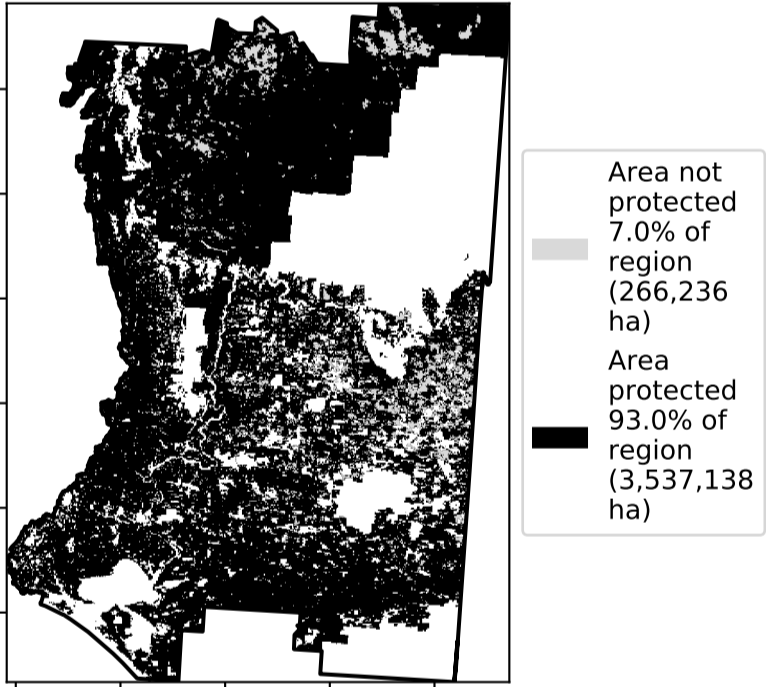 Area not
protected
7.0% of
region
(266,236
ha)
Area
protected
93.0% of
region
(3,537,138
ha)